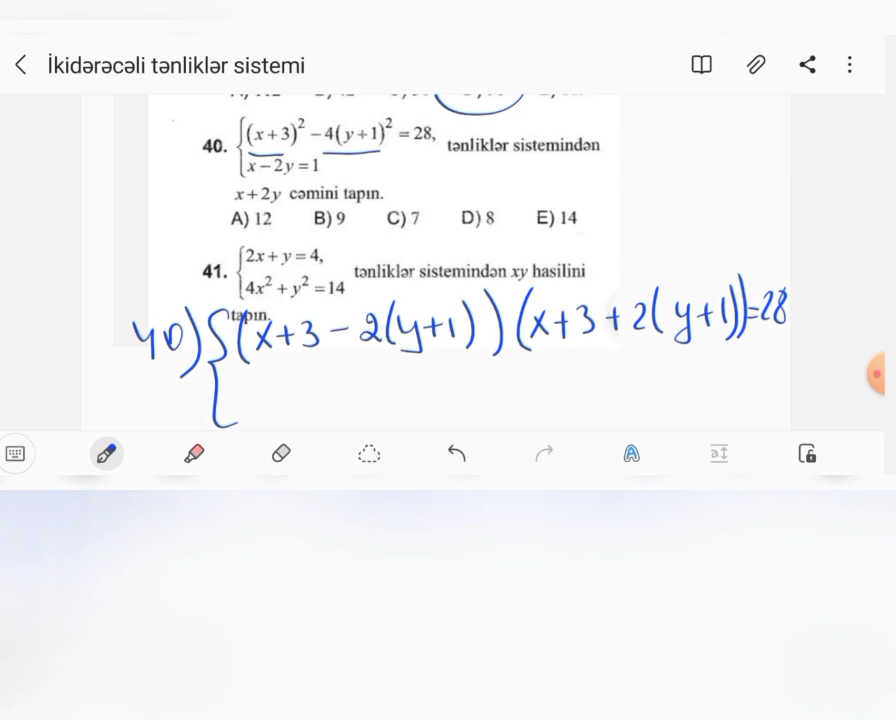 İkidərəcəli tənliklər sistemi
40. {(x+3)² − 4(y+1)² = 28, tənliklər sistemindən
x − 2y = 1
x + 2y cəmini tapın.
A) 12 B) 9 C) 7 D) 8 E) 14
41. {2x + y = 4, tənliklər sistemindən xy hasilini
4x² + y² = 14
tapın.
40) {(x+3 − 2(y+1))(x+3 + 2(y+1))=28